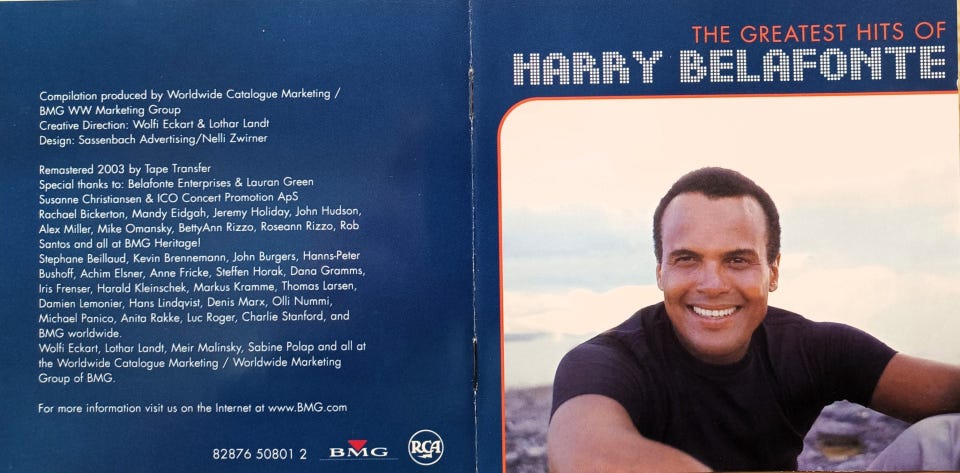 Compilation produced by Worldwide Catalogue Marketing /
BMG WW Marketing Group
Creative Direction: Wolfi Eckart & Lothar Landt
Design: Sassenbach Advertising/Nelli Zwirner
Remastered 2003 by Tape Transfer
Special thanks to: Belafonte Enterprises & Lauran Green
Susanne Christiansen & ICO Concert Promotion ApS
Rachael Bickerton, Mandy Eidgah, Jeremy Holiday, John Hudson,
Alex Miller, Mike Omansky, BettyAnn Rizzo, Roseann Rizzo, Rob
Santos and all at BMG Heritage!
Stephane Beillaud, Kevin Brennemann, John Burgers, Hanns-Peter
Bushoff, Achim Elsner, Anne Fricke, Steffen Horak, Dana Gramms,
Iris Frenser, Harald Kleinschek, Markus Kramme, Thomas Larsen,
Damien Lemonier, Hans Lindqvist, Denis Marx, Olli Nummi,
Michael Panico, Anita Rakke, Luc Roger, Charlie Stanford, and
BMG worldwide.
Wolfi Eckart, Lothar Landt, Meir Malinsky, Sabine Polap and all at
the Worldwide Catalogue Marketing / Worldwide Marketing
Group of BMG.
For more information visit us on the Internet at www.BMG.com
82876 50801 2 BMG RCA
THE GREATEST HITS OF
HARRY BELAFONTE